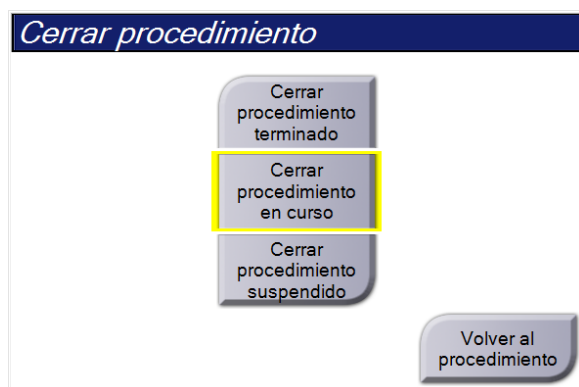 Cerrar procedimiento
Cerrar
procedimiento
terminado
Cerrar
procedimiento
en curso
Cerrar
procedimiento
suspendido
Volver al
procedimiento